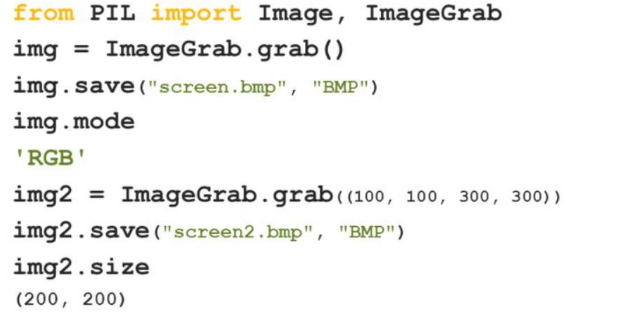 from PIL import Image, ImageGrab
img = ImageGrab.grab()
img.save("screen.bmp", "BMP")
img.mode
'RGB'
img2 = ImageGrab.grab((100, 100, 300, 300))
img2.save("screen2.bmp", "BMP")
img2.size
(200, 200)